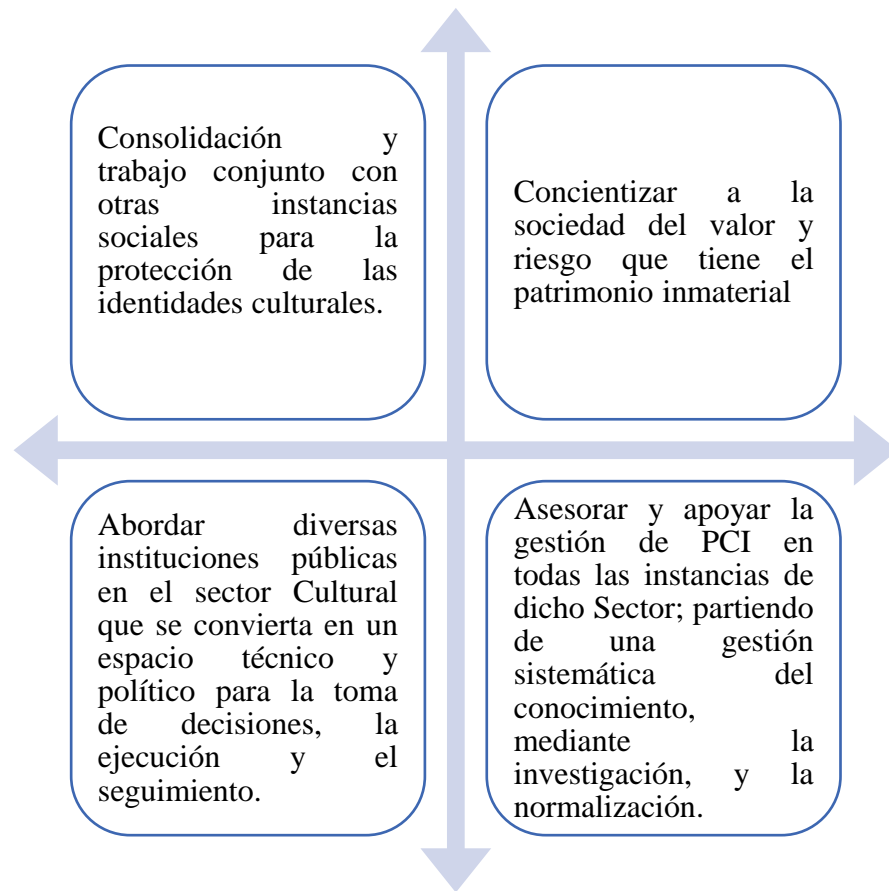 Consolidación y
trabajo conjunto con
otras instancias
sociales para la
protección de las
identidades culturales.
Concientizar a la
sociedad del valor y
riesgo que tiene el
patrimonio inmaterial
Abordar diversas
instituciones públicas
en el sector Cultural
que se convierta en un
espacio técnico y
político para la toma
de decisiones, la
ejecución y el
seguimiento.
Asesorar y apoyar la
gestión de PCI en
todas las instancias de
dicho Sector; partiendo
de una gestión
sistemática del
conocimiento,
mediante la
investigación, y la
normalización.